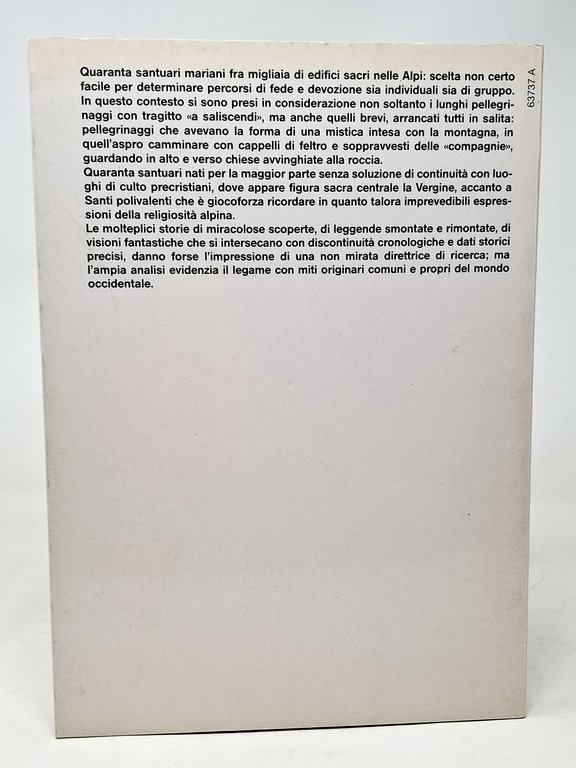 Quaranta santuari mariani fra migliaia di edifici sacri nelle Alpi: scelta non certo
facile per determinare percorsi di fede e devozione sia individuali sia di gruppo.
In questo contesto si sono presi in considerazione non soltanto i lunghi pellegri-
naggi con tragitto «a saliscendi», ma anche quelli brevi, arrancati tutti in salita:
pellegrinaggi che avevano la forma di una mistica intesa con la montagna, in
quell'aspro camminare con cappelli di feltro e sopravvesti delle «compagnie»,
guardando in alto e verso chiese avvinghiate alla roccia.
Quaranta santuari nati per la maggior parte senza soluzione di continuità con luo-
ghi di culto precristiani, dove appare figura sacra centrale la Vergine, accanto a
Santi polivalenti che è giocoforza ricordare in quanto talora imprevedibili espres-
sioni della religiosità alpina.
Le molteplici storie di miracolose scoperte, di leggende smontate e rimontate, di
visioni fantastiche che si intersecano con discontinuità cronologiche e dati storici
precisi, danno forse l'impressione di una non mirata direttrice di ricerca; ma
l'ampia analisi evidenzia il legame con miti originari comuni e propri del mondo
occidentale.
63737 A